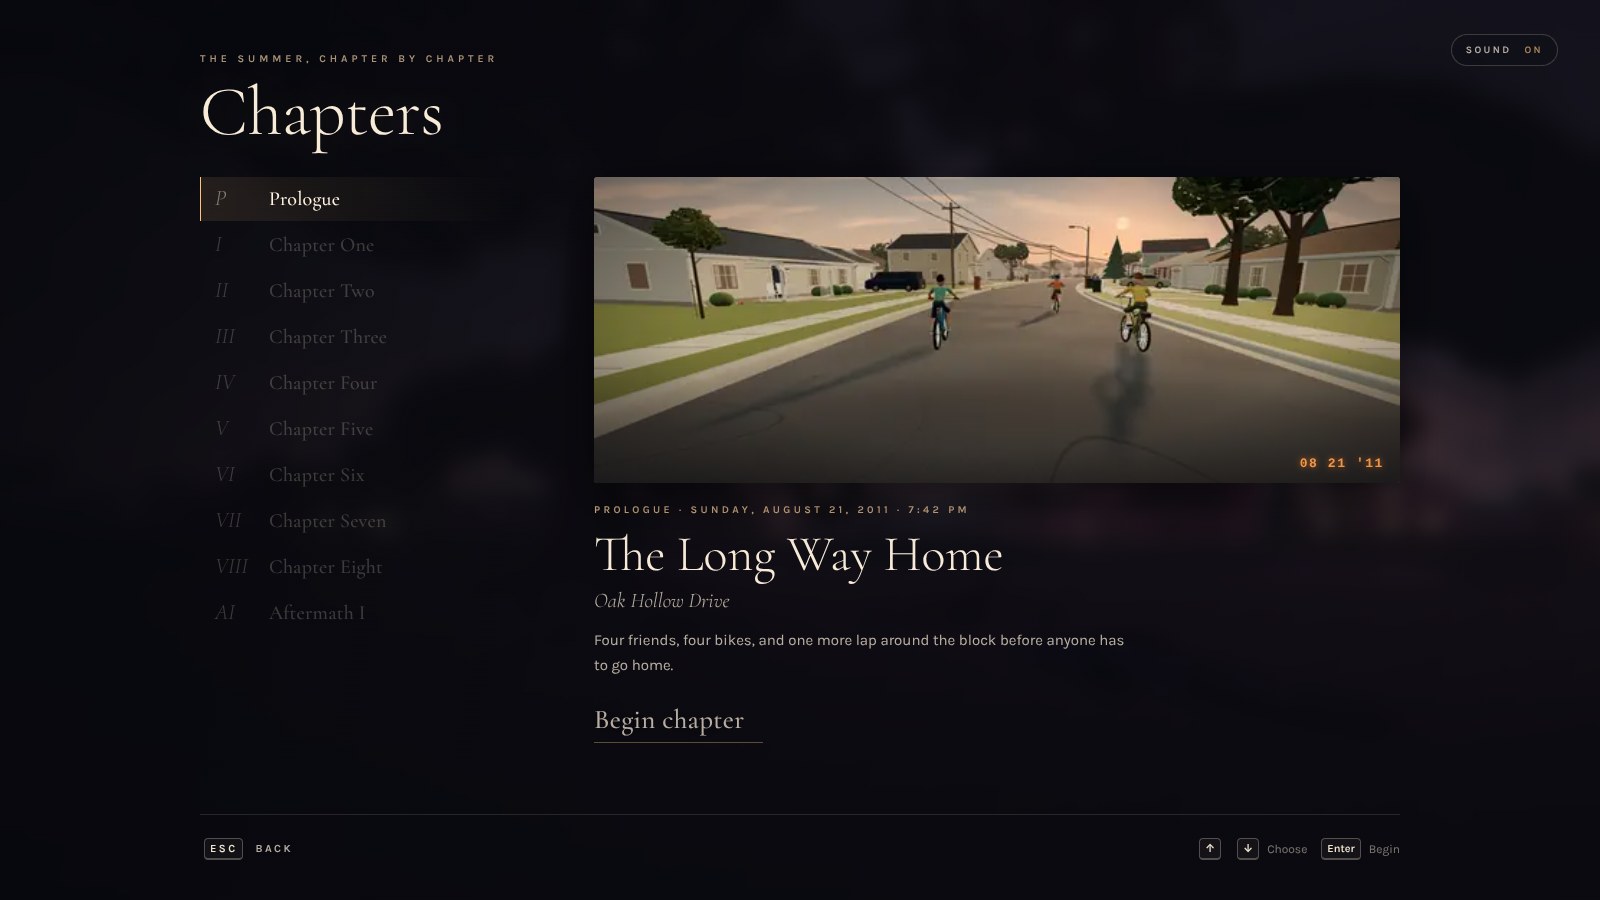 THE SUMMER, CHAPTER BY CHAPTER
SOUND ON
Chapters
P Prologue
I Chapter One
II Chapter Two
III Chapter Three
IV Chapter Four
V Chapter Five
VI Chapter Six
VII Chapter Seven
VIII Chapter Eight
AI Aftermath I
08 21 '11
PROLOGUE · SUNDAY, AUGUST 21, 2011 · 7:42 PM
The Long Way Home
Oak Hollow Drive
Four friends, four bikes, and one more lap around the block before anyone has
to go home.
Begin chapter
ESC BACK
↑ ↓ Choose Enter Begin